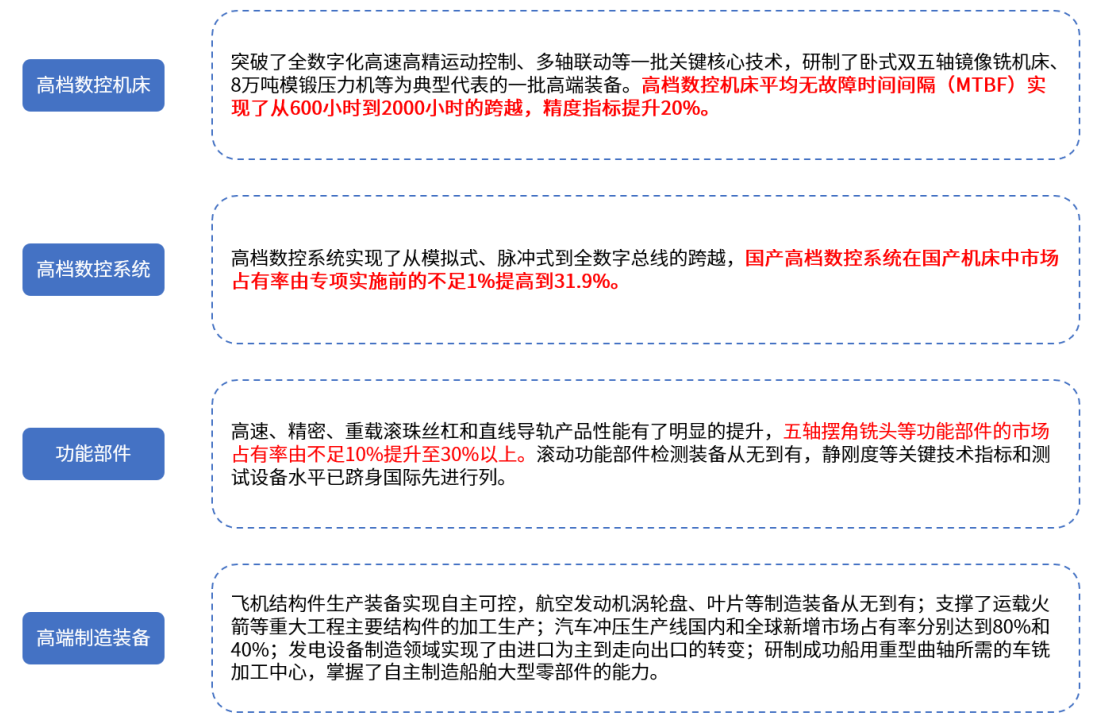 高档数控机床
突破了全数字化高速高精运动控制、多轴联动等一批关键核心技术，研制了卧式双五轴镜像铣机床、
8万吨模锻压力机等为典型代表的一批高端装备。高档数控机床平均无故障时间间隔（MTBF）实
现了从600小时到2000小时的跨越，精度指标提升20%。
高档数控系统
高档数控系统实现了从模拟式、脉冲式到全数字总线的跨越，国产高档数控系统在国产机床中市场
占有率由专项实施前的不足1%提高到31.9%。
功能部件
高速、精密、重载滚珠丝杠和直线导轨产品性能有了明显的提升，五轴摆角铣头等功能部件的市场
占有率由不足10%提升至30%以上。滚动功能部件检测装备从无到有，静刚度等关键技术指标和测
试设备水平已跻身国际先进行列。
高端制造装备
飞机结构件生产装备实现自主可控，航空发动机涡轮盘、叶片等制造装备从无到有；支撑了运载火
箭等重大工程主要结构件的加工生产；汽车冲压生产线国内和全球新增市场占有率分别达到80%和
40%；发电设备制造领域实现了由进口为主到走向出口的转变；研制成功船用重型曲轴所需的车铣
加工中心，掌握了自主制造船舶大型零部件的能力。